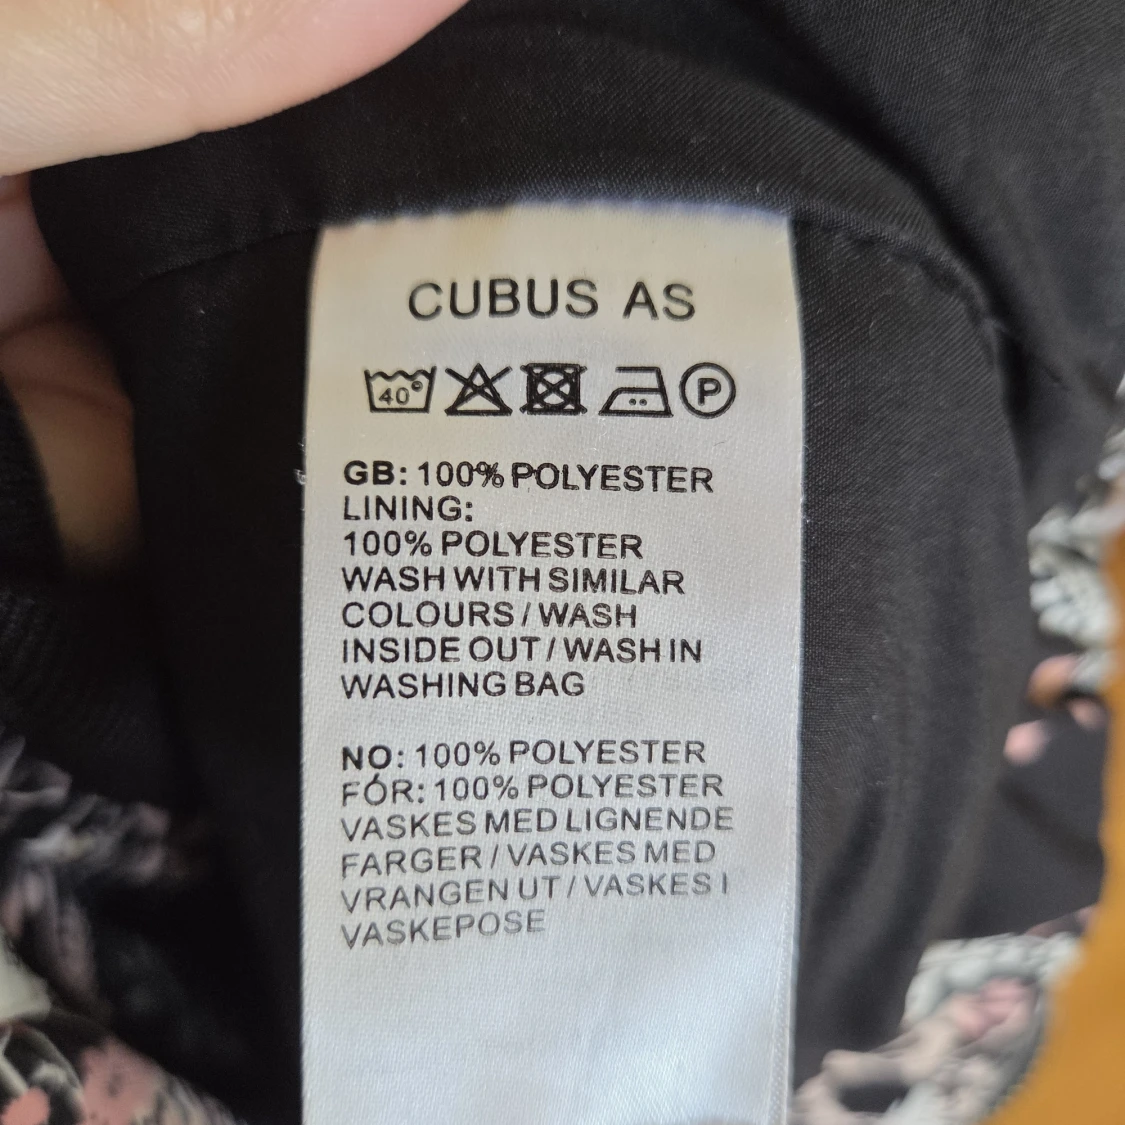 CUBUS AS
40° P
GB: 100% POLYESTER
LINING:
100% POLYESTER
WASH WITH SIMILAR
COLOURS / WASH
INSIDE OUT / WASH IN
WASHING BAG
NO: 100% POLYESTER
FÓR: 100% POLYESTER
VASKES MED LIGNENDE
FARGER / VASKES MED
VRANGEN UT / VASKES I
VASKEPOSE